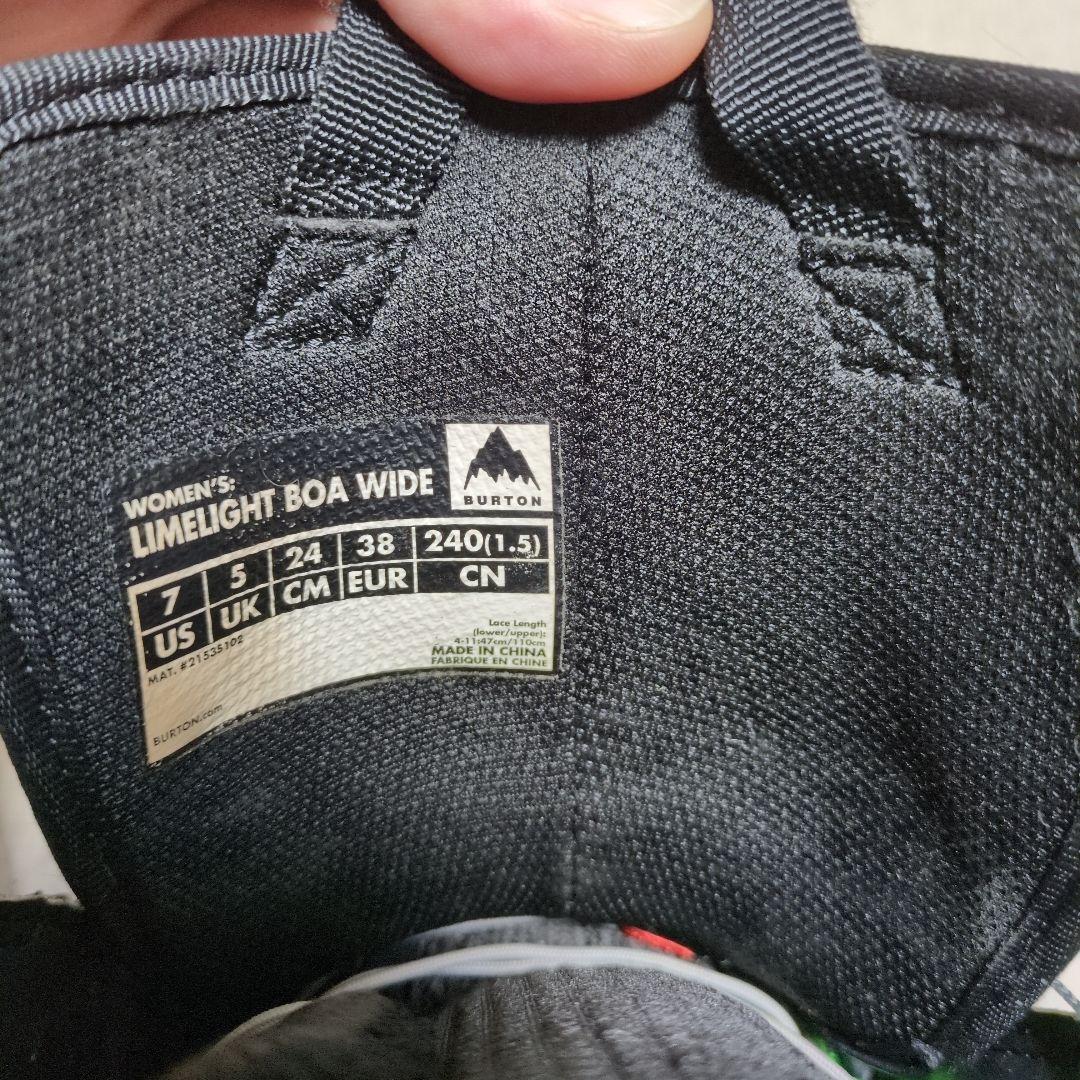 WOMEN'S:
LIMELIGHT BOA WIDE
BURTON
7 5 24 38 240(1.5)
US UK CM EUR CN
MAT. #21535102
Lace Length
(lower/upper):
4-11:47cm/110cm
MADE IN CHINA
FABRIQUE EN CHINE
BURTON.com